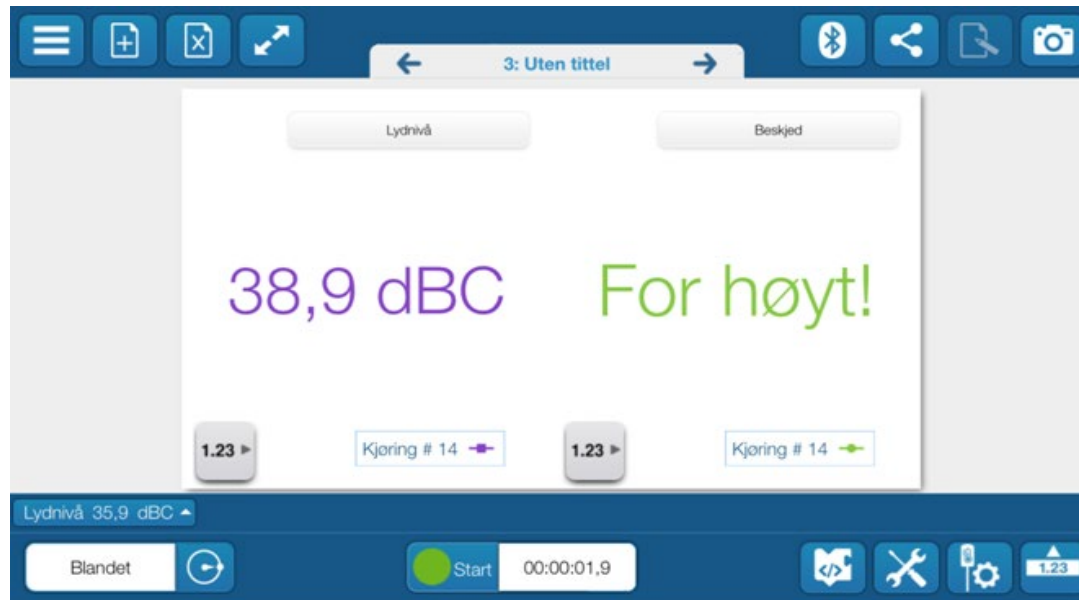 3: Uten tittel
Lydnivå
Beskjed
38,9 dBC
For høyt!
1.23
Kjøring # 14
1.23
Kjøring # 14
Lydnivå 35,9 dBC
Blandet
Start
00:00:01,9
1.23